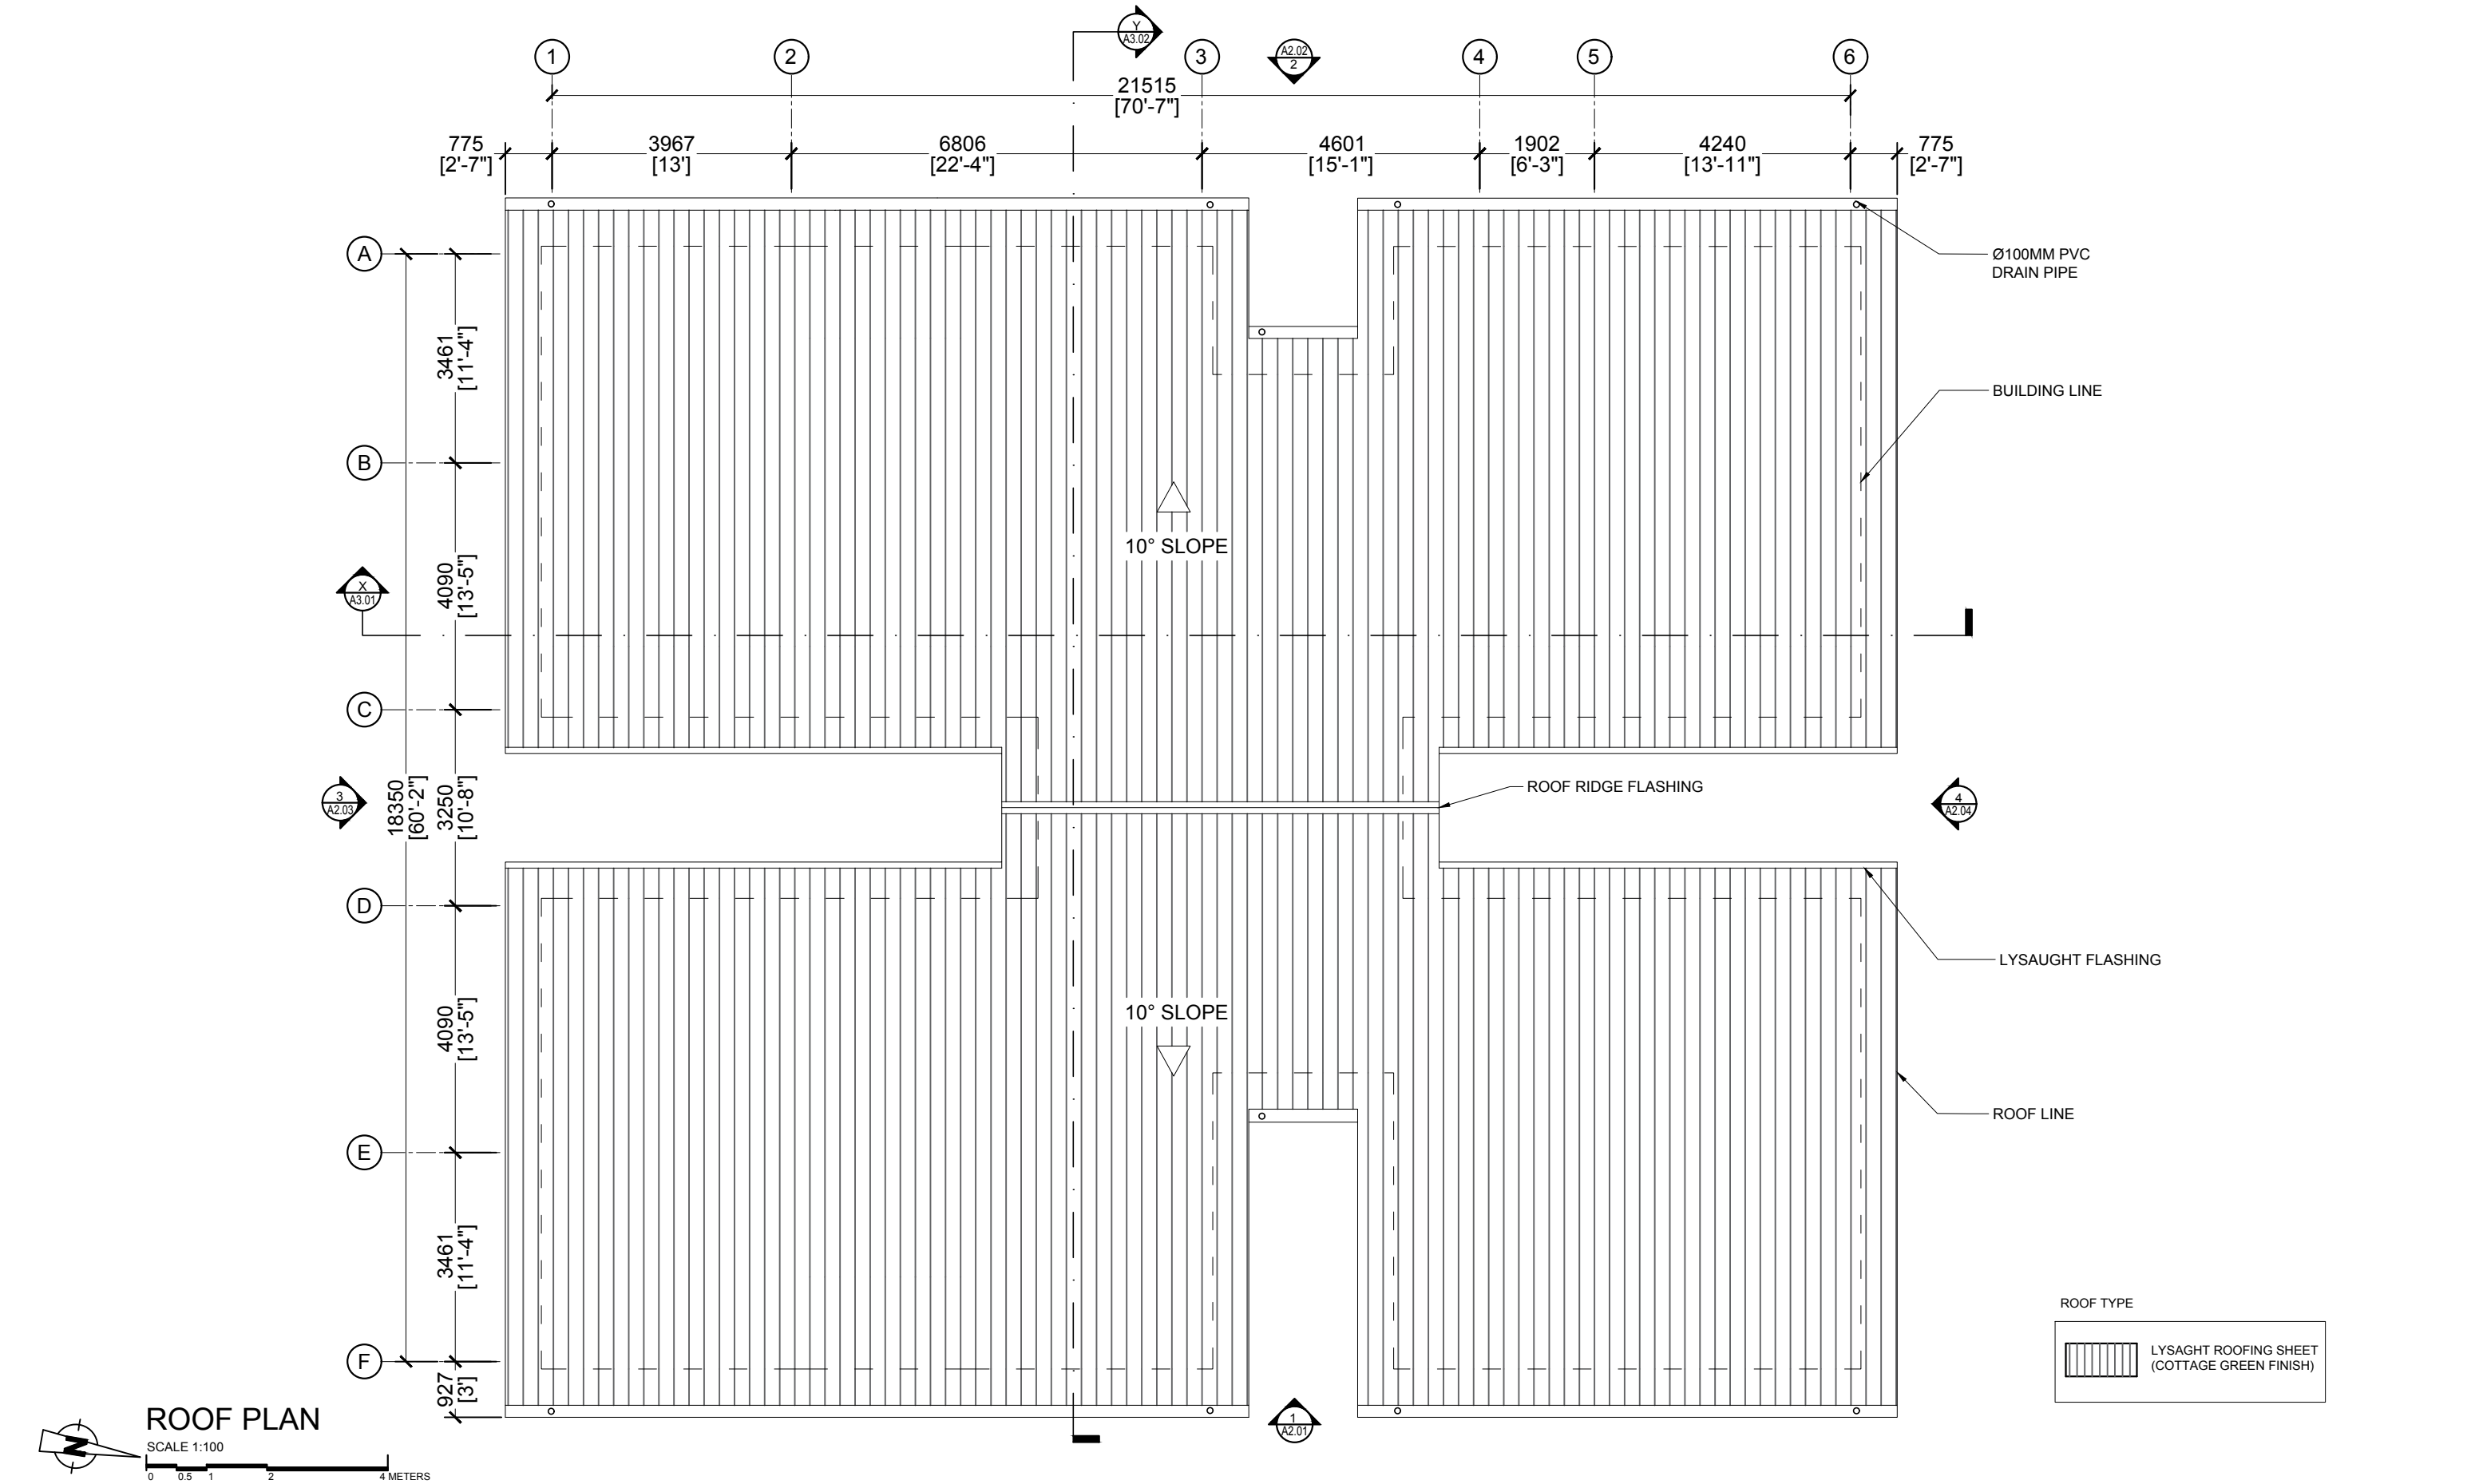 Y
A3.02
A2.02
2
1
2
3
4
5
6
21515
[70'-7"]
775
[2'-7"]
3967
[13']
6806
[22'-4"]
4601
[15'-1"]
1902
[6'-3"]
4240
[13'-11"]
775
[2'-7"]
A
B
C
D
E
F
3461
[11'-4"]
4090
[13'-5"]
3250
[10'-8"]
18350
[60'-2"]
4090
[13'-5"]
3461
[11'-4"]
927
[3']
X
A3.01
3
A2.03
4
A2.04
1
A2.01
10° SLOPE
10° SLOPE
Ø100MM PVC
DRAIN PIPE
BUILDING LINE
ROOF RIDGE FLASHING
LYSAUGHT FLASHING
ROOF LINE
ROOF TYPE
LYSAGHT ROOFING SHEET
(COTTAGE GREEN FINISH)
N
ROOF PLAN
SCALE 1:100
0 0.5 1 2 4 METERS